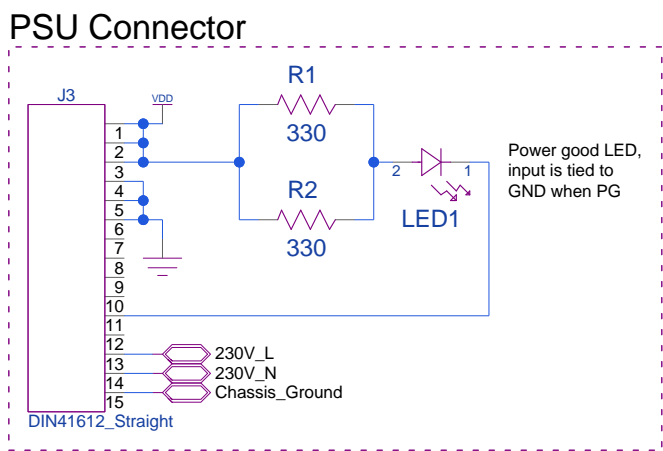 PSU Connector
J3
VDD
R1
330
R2
330
2
1
LED1
Power good LED,
input is tied to
GND when PG
1
2
3
4
5
6
7
8
9
10
11
12
13
14
15
230V_L
230V_N
Chassis_Ground
DIN41612_Straight